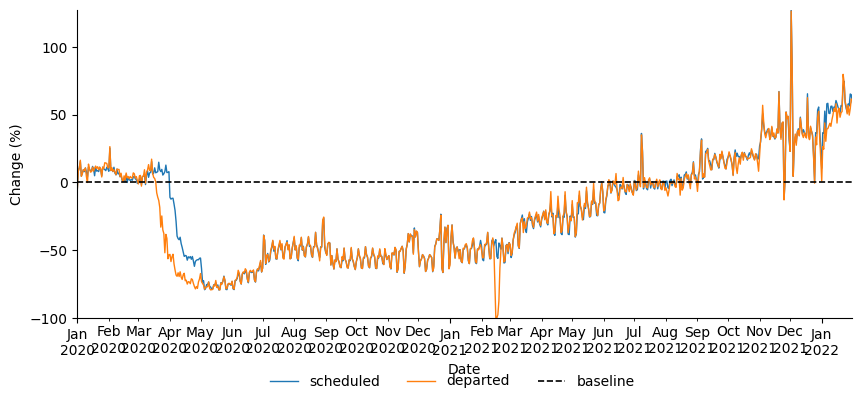 Change (%)
100
50
0
−50
−100
Jan Feb Mar Apr May Jun Jul Aug Sep Oct Nov Dec Jan Feb Mar Apr May Jun Jul Aug Sep Oct Nov Dec Jan
2020 2020 2020 2020 2020 2020 2020 2020 2020 2020 2020 2020 2021 2021 2021 2021 2021 2021 2021 2021 2021 2021 2021 2021 2022
Date
scheduled departed baseline